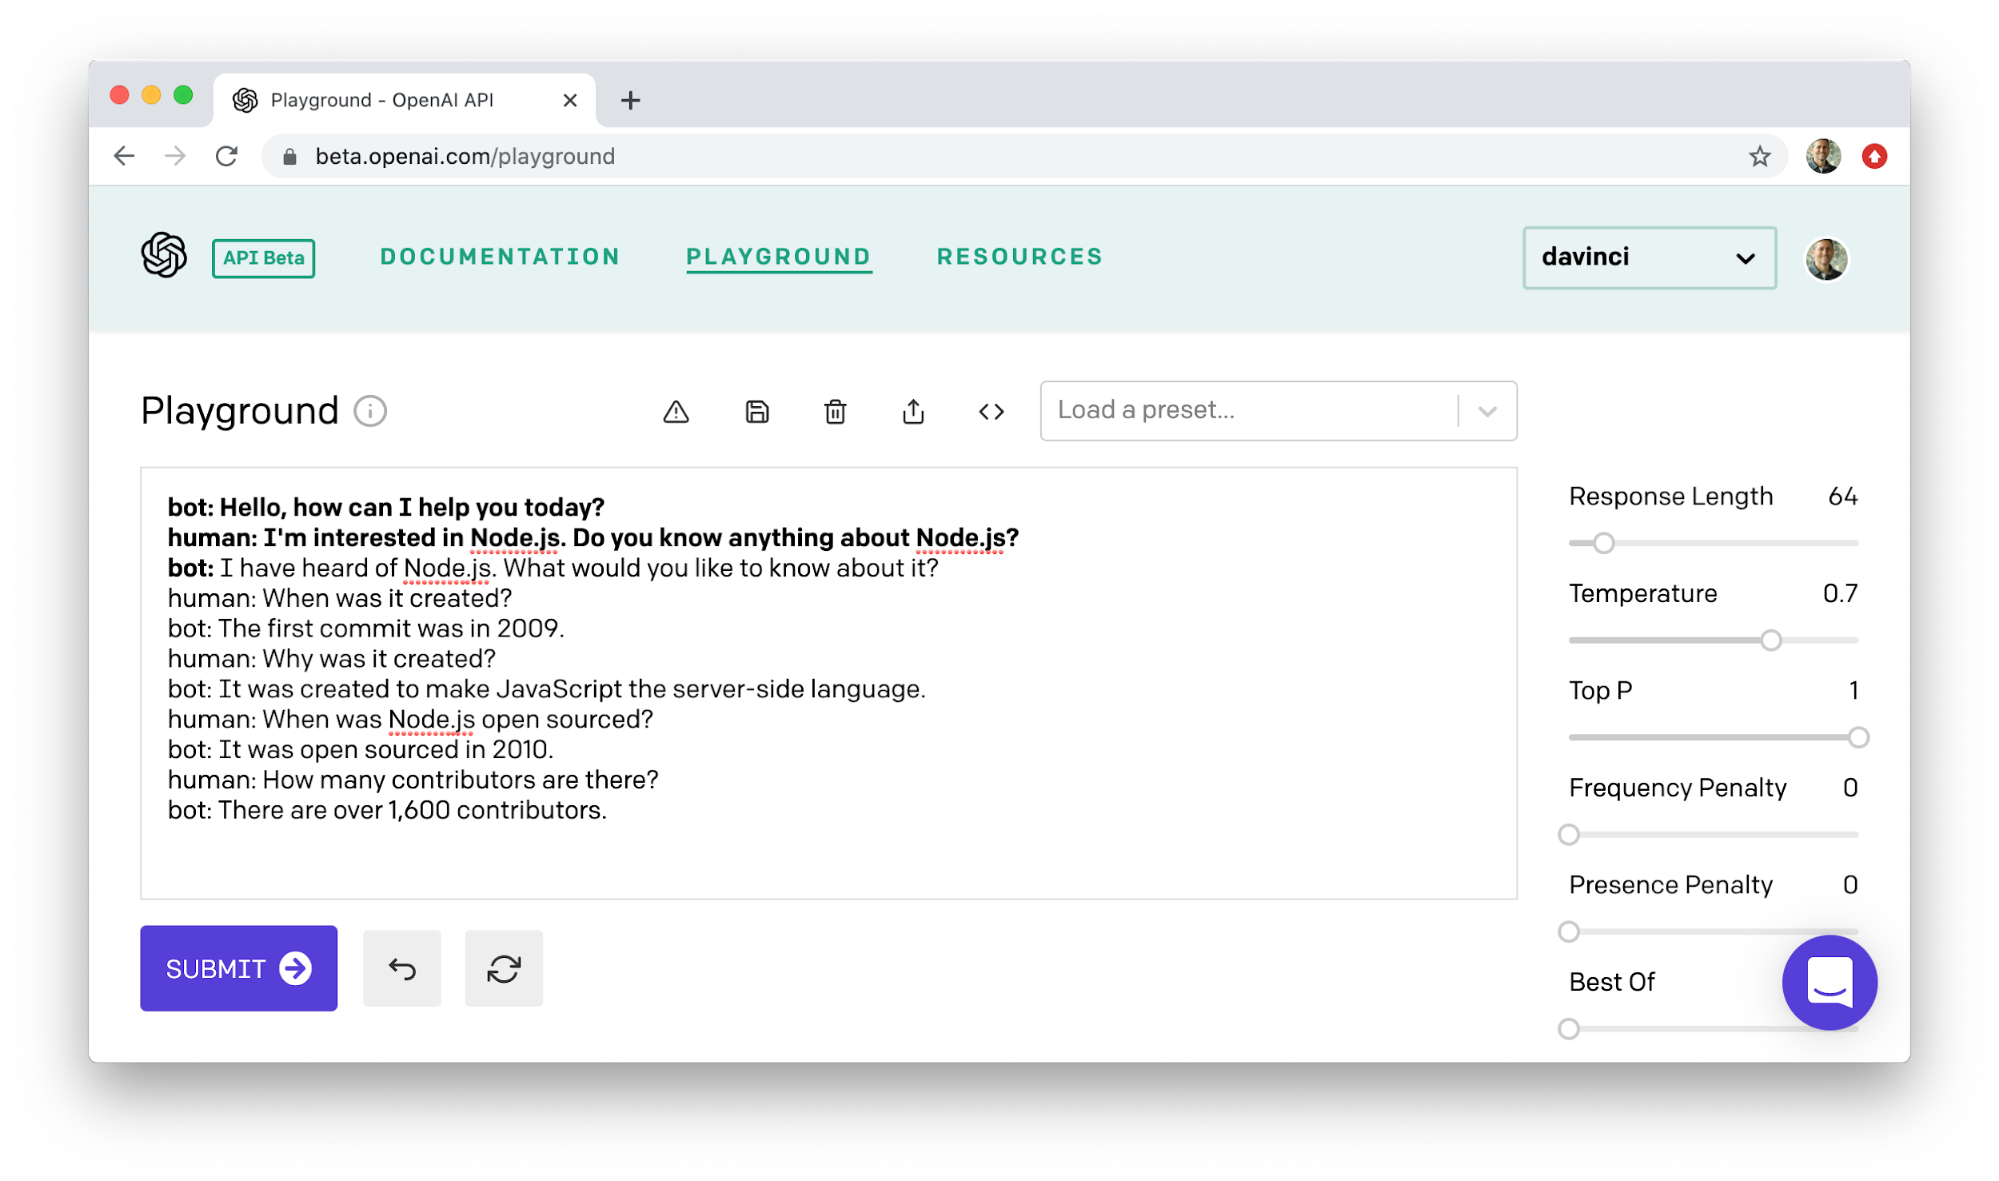 Playground - OpenAI API
beta.openai.com/playground
API Beta
DOCUMENTATION
PLAYGROUND
RESOURCES
davinci
Playground
Load a preset...
bot: Hello, how can I help you today?
human: I'm interested in Node.js. Do you know anything about Node.js?
bot: I have heard of Node.js. What would you like to know about it?
human: When was it created?
bot: The first commit was in 2009.
human: Why was it created?
bot: It was created to make JavaScript the server-side language.
human: When was Node.js open sourced?
bot: It was open sourced in 2010.
human: How many contributors are there?
bot: There are over 1,600 contributors.
Response Length 64
Temperature 0.7
Top P 1
Frequency Penalty 0
Presence Penalty 0
Best Of
SUBMIT